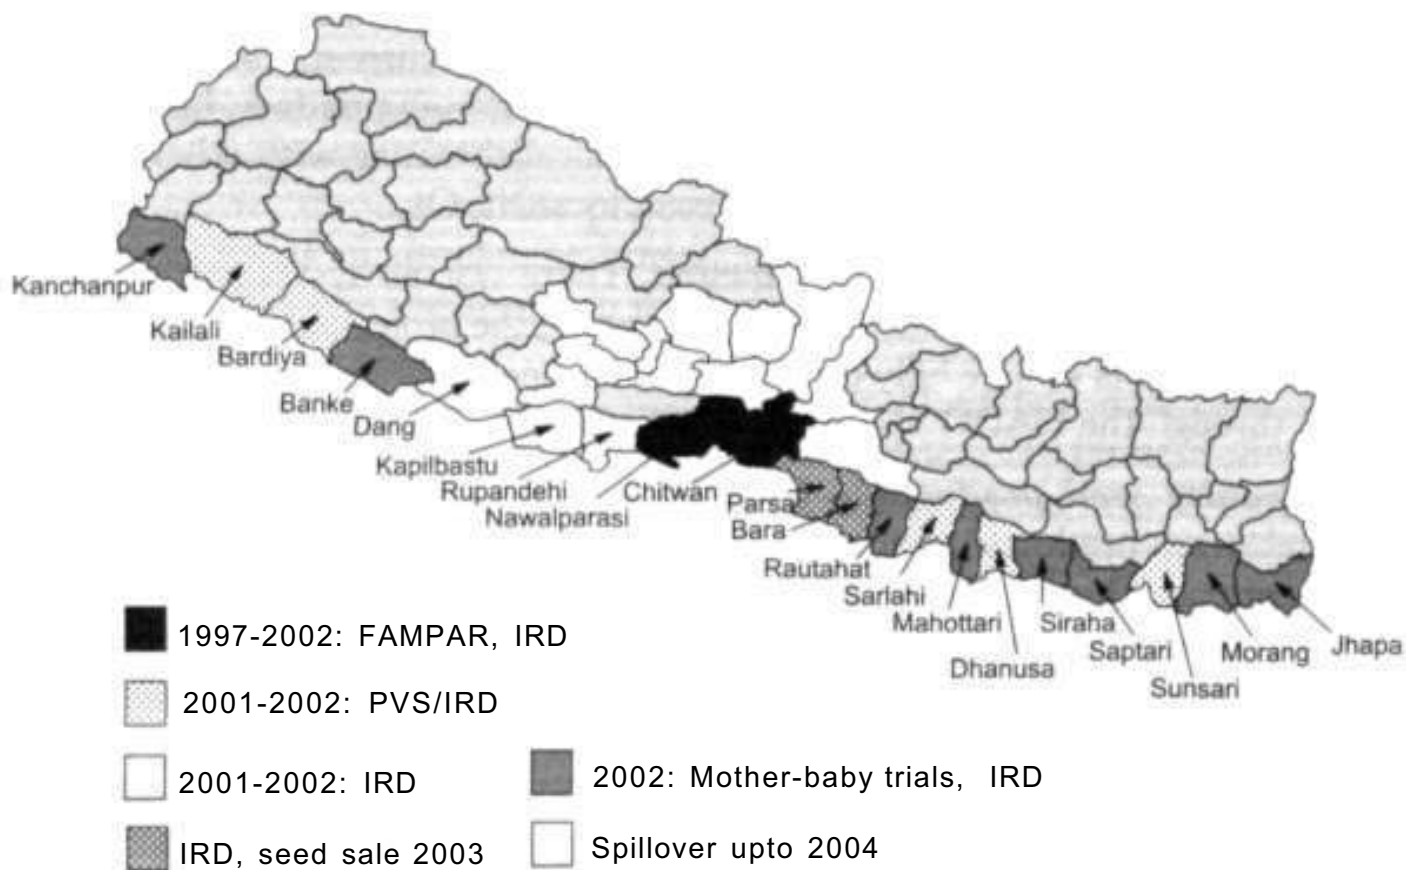 Kanchanpur
Kailali
Bardiya
Banke
Dang
Kapilbastu
Rupandehi
Nawalparasi
Chitwan
Parsa
Bara
Rautahat
Sarlahi
Mahottari
Dhanusa
Siraha
Saptari
Sunsari
Morang
Jhapa
1997-2002: FAMPAR, IRD
2001-2002: PVS/IRD
2001-2002: IRD
IRD, seed sale 2003
2002: Mother-baby trials, IRD
Spillover upto 2004